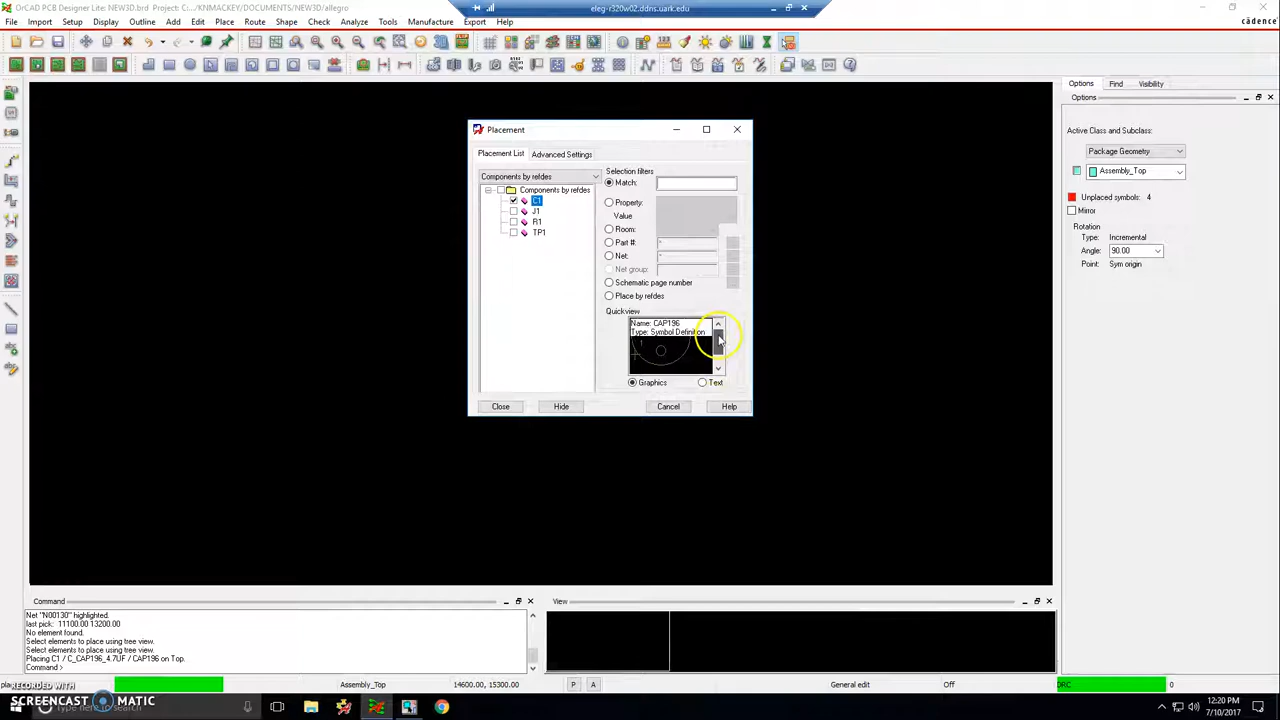 OrCAD PCB Designer Lite: NEW3D.brd Project: C:/KNMACKEY/DOCUMENTS/NEW3D/allegro
eleg-r320w02.ddns.uark.edu
File Import Setup Display Outline Add Edit Place Route Shape Check Analyze Tools Manufacture Export Help
cādence
Options Find Visibility
Options
Active Class and Subclass:
Package Geometry
Assembly_Top
Unplaced symbols: 4
Mirror
Rotation
Type: Incremental
Angle: 90.00
Point: Sym origin
Placement
Placement List Advanced Settings
Components by refdes
Components by refdes
C1
J1
R1
TP1
Selection filters
Match:
Property:
Value
Room:
Part #: *
Net: *
Net group:
Schematic page number
Place by refdes
Quickview
Name: CAP196
Type: Symbol Definition
1
Graphics Text
Close Hide Cancel Help
Command
Net "N00130" highlighted.
last pick: 11100.00 13200.00
No element found.
Select elements to place using tree view.
Select elements to place using tree view.
Placing C1 / C_CAP196_4.7UF / CAP196 on Top.
Command >
View
Assembly_Top 14600.00, 15300.00 P A General edit Off DRC 0
RECORDED WITH
SCREENCAST MATIC
12:20 PM
7/10/2017